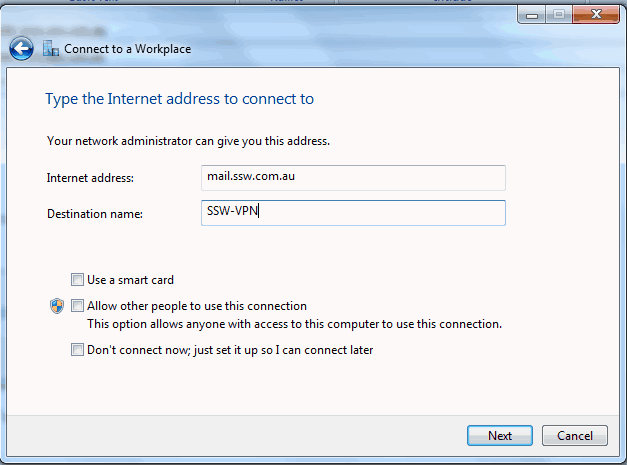 Connect to a Workplace
Type the Internet address to connect to
Your network administrator can give you this address.
Internet address: mail.ssw.com.au
Destination name: SSW-VPN
Use a smart card
Allow other people to use this connection
This option allows anyone with access to this computer to use this connection.
Don't connect now; just set it up so I can connect later
Next Cancel